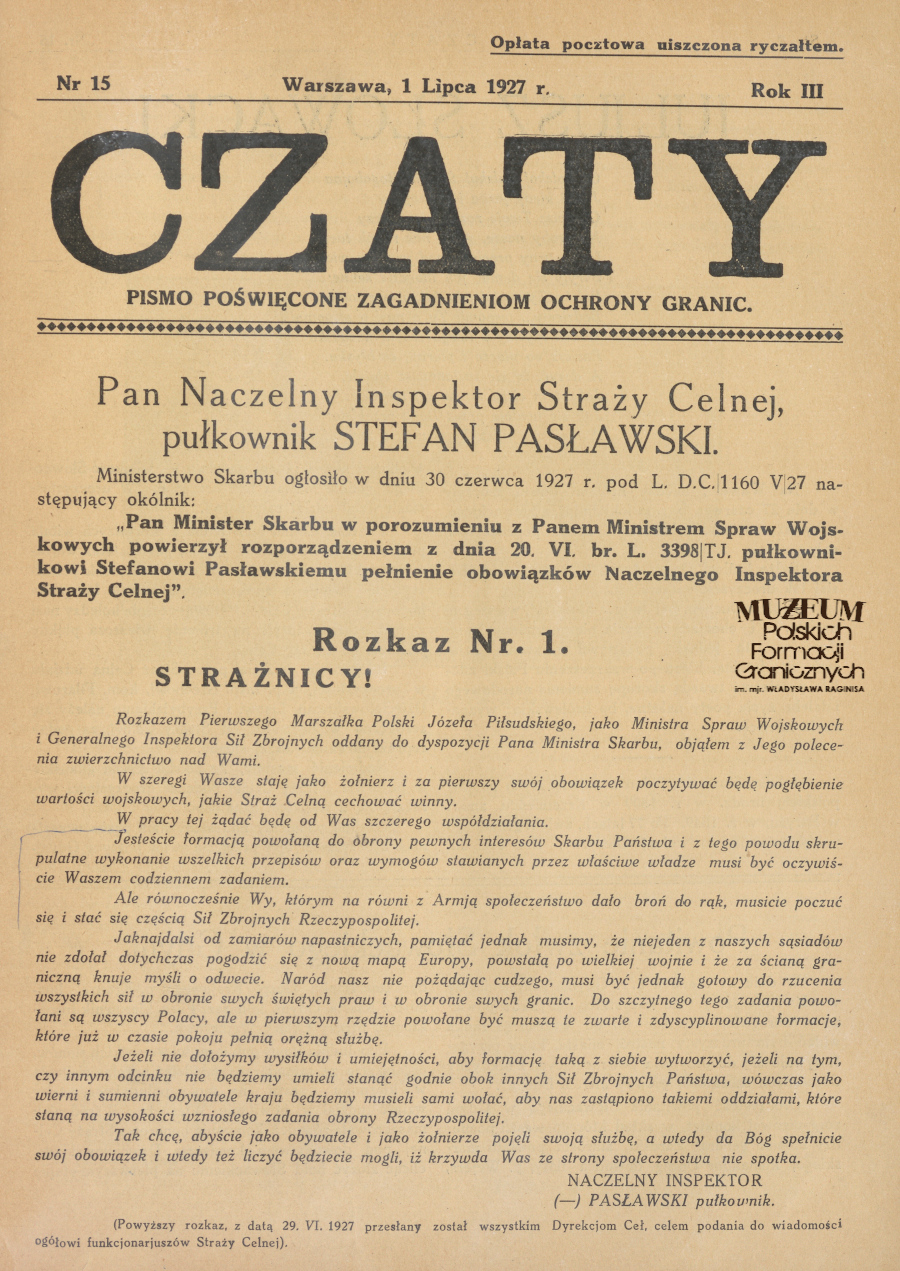 Opłata pocztowa uiszczona ryczałtem.
Nr 15 Warszawa, 1 Lipca 1927 r. Rok III
CZATY
PISMO POŚWIĘCONE ZAGADNIENIOM OCHRONY GRANIC.
Pan Naczelny Inspektor Straży Celnej,
pułkownik STEFAN PASŁAWSKI.
Ministerstwo Skarbu ogłosiło w dniu 30 czerwca 1927 r. pod L. D.C.|1160 V|27 na-
stępujący okólnik:
„Pan Minister Skarbu w porozumieniu z Panem Ministrem Spraw Wojs-
kowych powierzył rozporządzeniem z dnia 20. VI. br. L. 3398|TJ. pułkowni-
kowi Stefanowi Pasławskiemu pełnienie obowiązków Naczelnego Inspektora
Straży Celnej”.
MUZEUM
Polskich
Formacji
Granicznych
im. mjr. WŁADYSŁAWA RAGINISA
Rozkaz Nr. 1.
STRAŻNICY!
Rozkazem Pierwszego Marszałka Polski Józefa Piłsudskiego, jako Ministra Spraw Wojskowych
i Generalnego Inspektora Sił Zbrojnych oddany do dyspozycji Pana Ministra Skarbu, objąłem z Jego polece-
nia zwierzchnictwo nad Wami.
W szeregi Wasze staję jako żołnierz i za pierwszy swój obowiązek poczytywać będę pogłębienie
wartości wojskowych, jakie Straż Celną cechować winny.
W pracy tej żądać będę od Was szczerego współdziałania.
Jesteście formacją powołaną do obrony pewnych interesów Skarbu Państwa i z tego powodu skru-
pulatne wykonanie wszelkich przepisów oraz wymogów stawianych przez właściwe władze musi być oczywiś-
cie Waszem codziennem zadaniem.
Ale równocześnie Wy, którym na równi z Armją społeczeństwo dało broń do rąk, musicie poczuć
się i stać się częścią Sił Zbrojnych Rzeczypospolitej.
Jaknajdalsi od zamiarów napastniczych, pamiętać jednak musimy, że niejeden z naszych sąsiadów
nie zdołał dotychczas pogodzić się z nową mapą Europy, powstałą po wielkiej wojnie i że za ścianą gra-
niczną knuje myśli o odwecie. Naród nasz nie pożądając cudzego, musi być jednak gotowy do rzucenia
wszystkich sił w obronie swych świętych praw i w obronie swych granic. Do szczytnego tego zadania powo-
łani są wszyscy Polacy, ale w pierwszym rzędzie powołane być muszą te zwarte i zdyscyplinowane formacje,
które już w czasie pokoju pełnią orężną służbę.
Jeżeli nie dołożymy wysiłków i umiejętności, aby formację taką z siebie wytworzyć, jeżeli na tym,
czy innym odcinku nie będziemy umieli stanąć godnie obok innych Sił Zbrojnych Państwa, wówczas jako
wierni i sumienni obywatele kraju będziemy musieli sami wołać, aby nas zastąpiono takiemi oddziałami, które
staną na wysokości wzniosłego zadania obrony Rzeczypospolitej.
Tak chcę, abyście jako obywatele i jako żołnierze pojęli swoją służbę, a wtedy da Bóg spełnicie
swój obowiązek i wtedy też liczyć będziecie mogli, iż krzywda Was ze strony społeczeństwa nie spotka.
NACZELNY INSPEKTOR
(—) PASŁAWSKI pułkownik.
(Powyższy rozkaz, z datą 29. VI. 1927 przesłany został wszystkim Dyrekcjom Ceł, celem podania do wiadomości
ogółowi funkcjonarjuszów Straży Celnej).